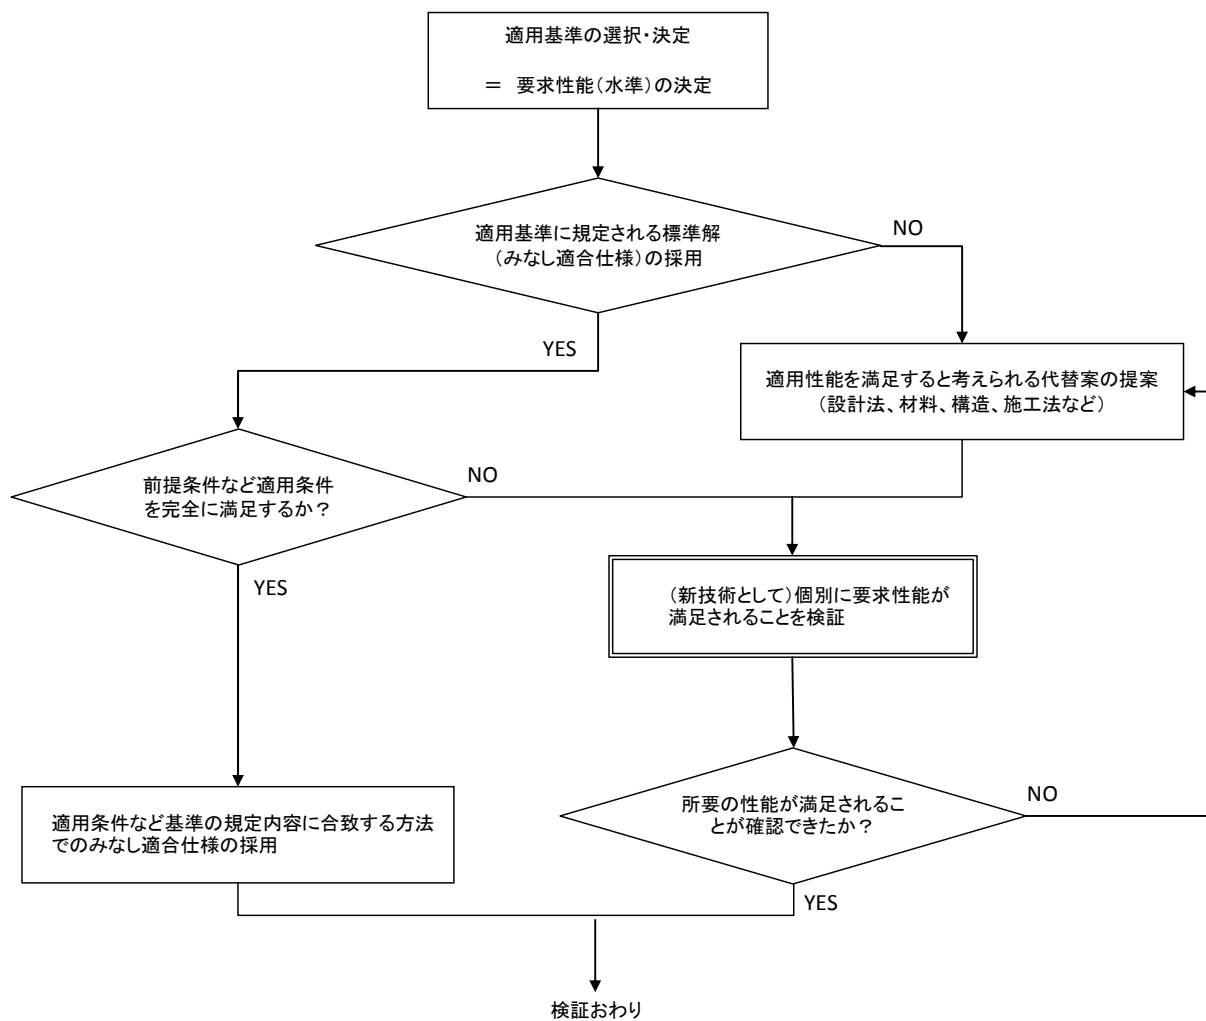 適用基準の選択・決定
＝ 要求性能（水準）の決定
適用基準に規定される標準解
（みなし適合仕様）の採用
NO
YES
適用性能を満足すると考えられる代替案の提案
（設計法、材料、構造、施工法など）
前提条件など適用条件
を完全に満足するか？
NO
YES
（新技術として）個別に要求性能が
満足されることを検証
所要の性能が満足されるこ
とが確認できたか？
NO
適用条件など基準の規定内容に合致する方法
でのみなし適合仕様の採用
YES
検証おわり